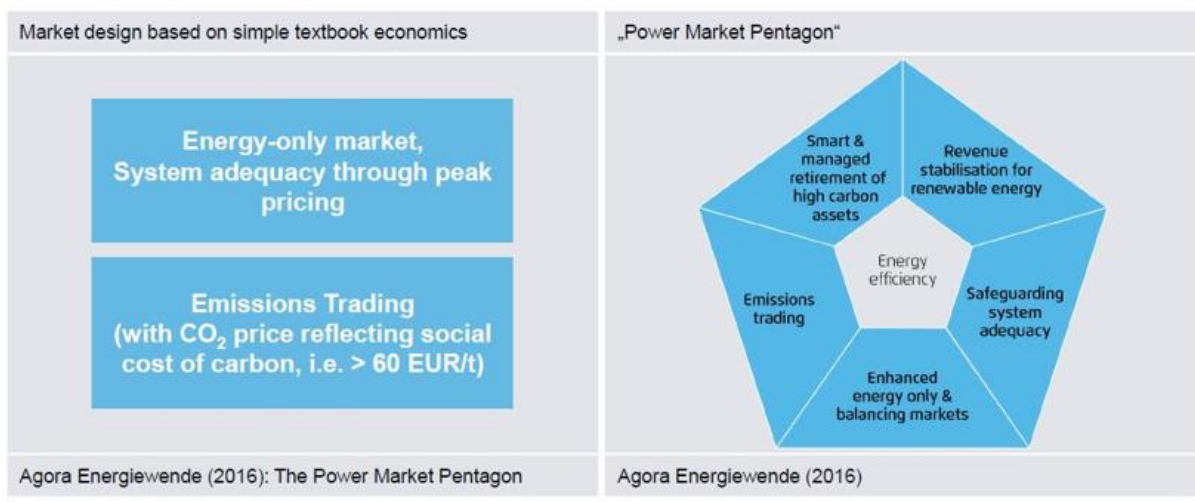 Market design based on simple textbook economics
Energy-only market,
System adequacy through peak
pricing
Emissions Trading
(with CO₂ price reflecting social
cost of carbon, i.e. > 60 EUR/t)
Agora Energiewende (2016): The Power Market Pentagon
„Power Market Pentagon“
Smart &
managed
retirement of
high carbon
assets
Revenue
stabilisation for
renewable energy
Energy
efficiency
Emissions
trading
Safeguarding
system
adequacy
Enhanced
energy only &
balancing markets
Agora Energiewende (2016)